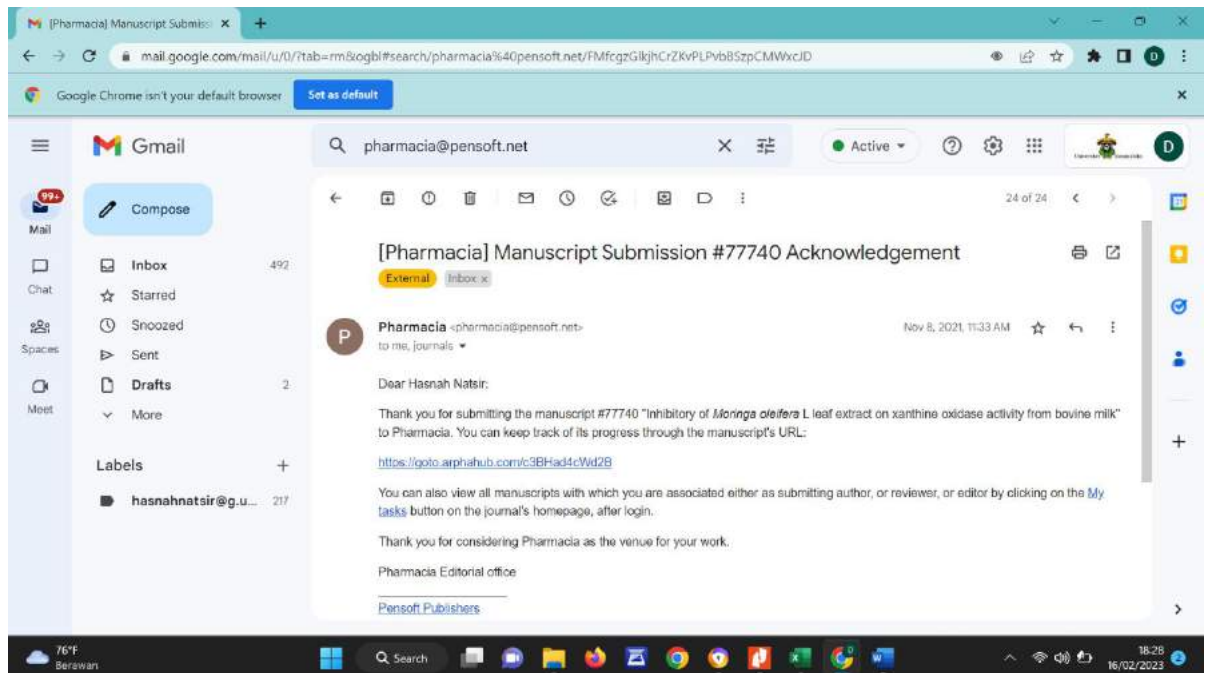 [Pharmacia] Manuscript Submiss
mail.google.com/mail/u/0/?tab=rm&ogbl#search/pharmacia%40pensoft.net/FMfcgzGlkjhCrZKvPLPvbBSzpCMWxcJD
D
Google Chrome isn't your default browser
Set as default
Gmail
pharmacia@pensoft.net
Active
D
99+
Mail
Compose
24 of 24
Chat
Spaces
Meet
Inbox 492
Starred
Snoozed
Sent
Drafts 2
More
Labels
hasnahnatsir@g.u... 217
[Pharmacia] Manuscript Submission #77740 Acknowledgement
External Inbox x
P
Pharmacia <pharmacia@pensoft.net> Nov 8, 2021, 11:33 AM
to me, journals
Dear Hasnah Natsir:
Thank you for submitting the manuscript #77740 "Inhibitory of Moringa oleifera L leaf extract on xanthine oxidase activity from bovine milk"
to Pharmacia. You can keep track of its progress through the manuscript's URL:
https://goto.arphahub.com/c3BHad4cWd2B
You can also view all manuscripts with which you are associated either as submitting author, or reviewer, or editor by clicking on the My
tasks button on the journal's homepage, after login.
Thank you for considering Pharmacia as the venue for your work.
Pharmacia Editorial office
Pensoft Publishers
76°F
Berawan
Search
18:28
16/02/2023
2